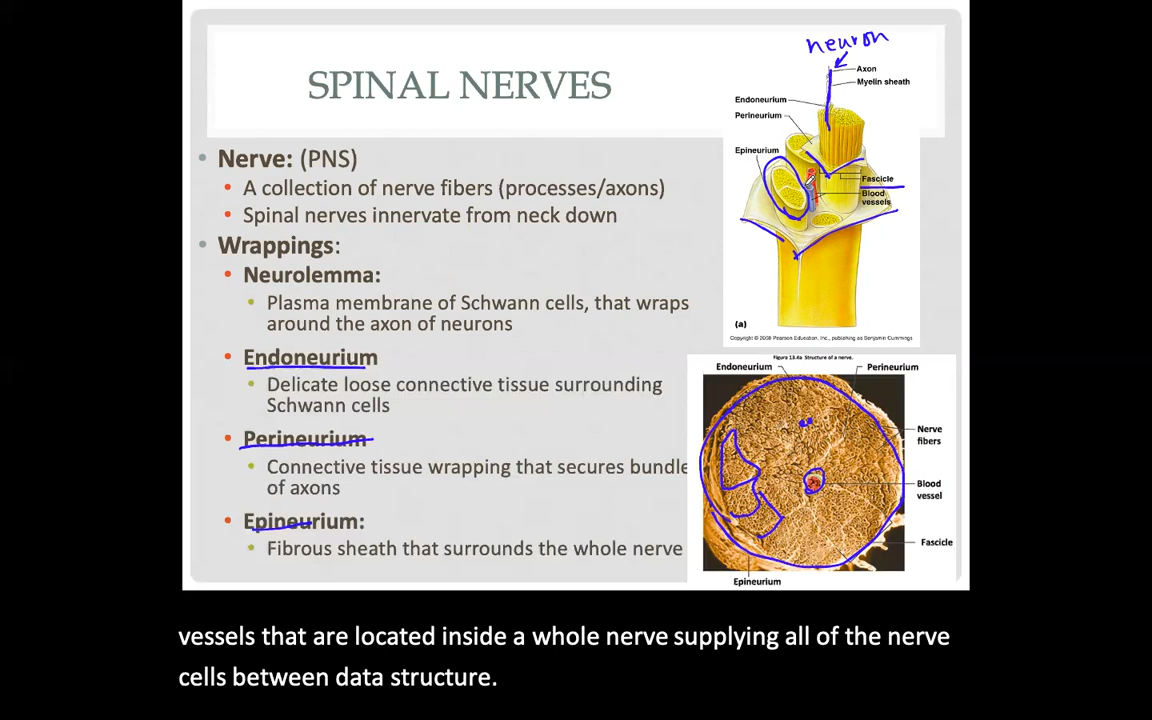 SPINAL NERVES
• Nerve: (PNS)
• A collection of nerve fibers (processes/axons)
• Spinal nerves innervate from neck down
• Wrappings:
• Neurolemma:
• Plasma membrane of Schwann cells, that wraps
around the axon of neurons
• Endoneurium
• Delicate loose connective tissue surrounding
Schwann cells
• Perineurium
• Connective tissue wrapping that secures bundle
of axons
• Epineurium:
• Fibrous sheath that surrounds the whole nerve
neuron
Axon
Myelin sheath
Endoneurium
Perineurium
Epineurium
Fascicle
Blood
vessels
(a)
Copyright © 2008 Pearson Education, Inc., publishing as Benjamin Cummings
Figure 13.4a Structure of a nerve.
Endoneurium
Perineurium
Nerve
fibers
Blood
vessel
Fascicle
Epineurium
vessels that are located inside a whole nerve supplying all of the nerve
cells between data structure.